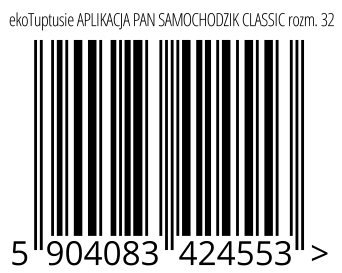 ekoTuptusie APLIKACJA PAN SAMOCHODZIK CLASSIC rozm. 32
5 904083 424553 >